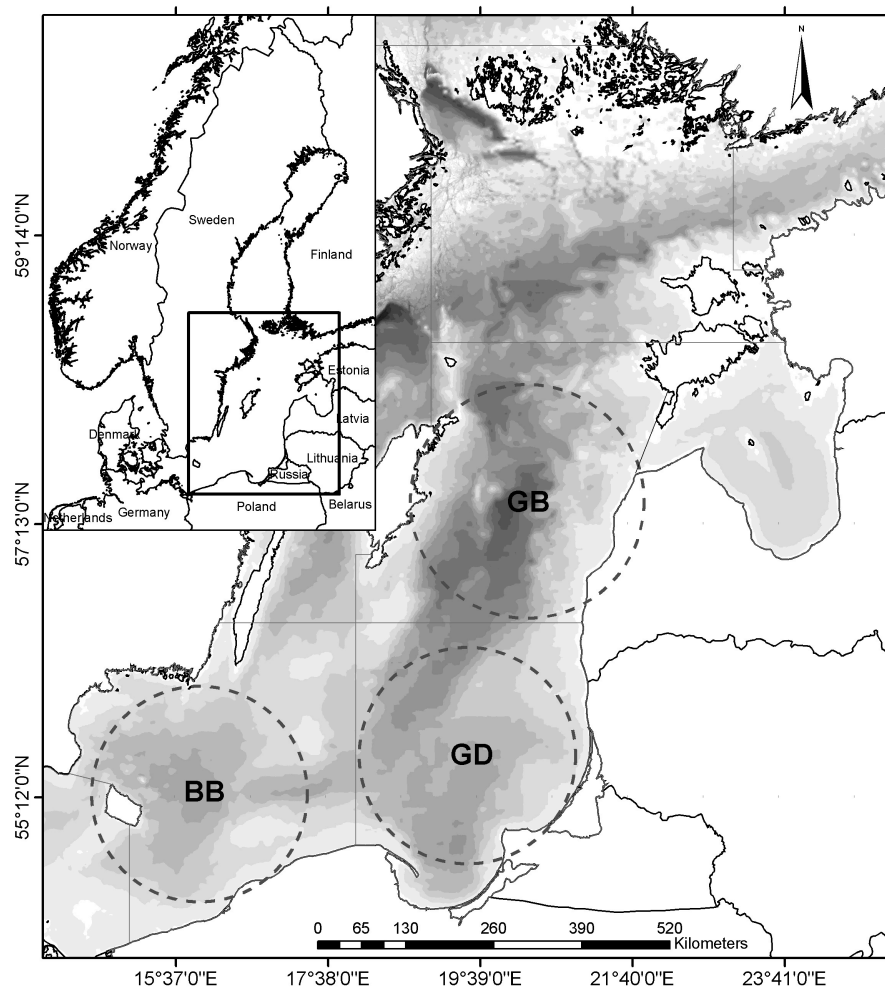 N
Sweden
Norway
Finland
59°14'0"N
Estonia
Latvia
Denmark
Lithuania
Russia
Poland
Belarus
Germany
Netherlands
57°13'0"N
GB
GD
BB
55°12'0"N
0 65 130 260 390 520
Kilometers
15°37'0"E 17°38'0"E 19°39'0"E 21°40'0"E 23°41'0"E